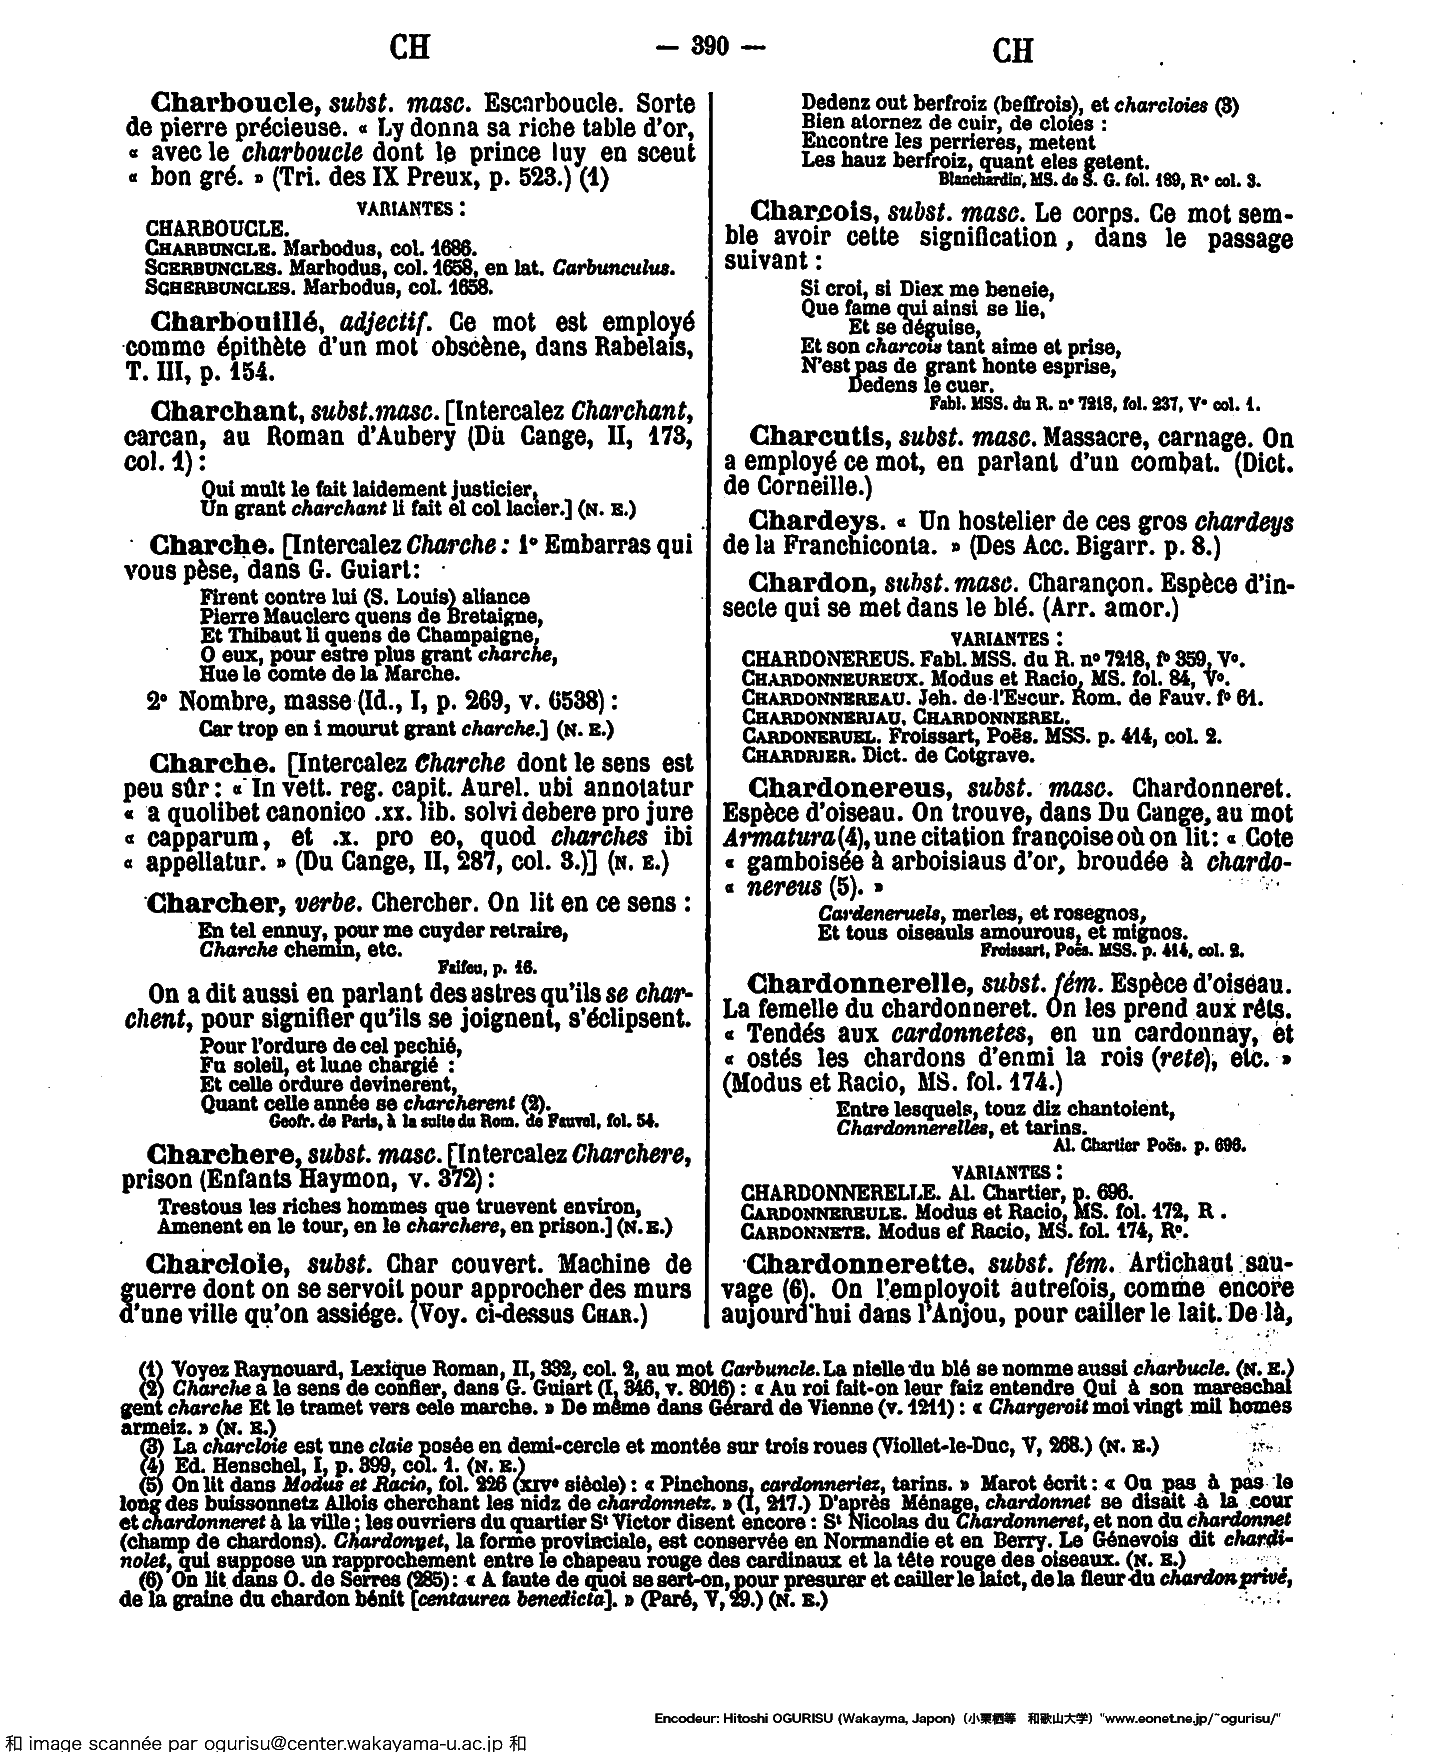 CH
— 390 —
CH
Charboucle, subst. masc. Escarboucle. Sorte
de pierre précieuse. « Ly donna sa riche table d'or,
« avec le charboucle dont le prince luy en sceut
« bon gré. » (Tri. des IX Preux, p. 523.) (1)
VARIANTES :
CHARBOUCLE.
CHARBUNCLE. Marbodus, col. 1686.
SCERBUNCLES. Marbodus, col. 1658, en lat. Carbunculus.
SCHERBUNCLES. Marbodus, col. 1658.
Charbouillé, adjectif. Ce mot est employé
comme épithète d'un mot obscène, dans Rabelais,
T. III, p. 154.
Charchant, subst. masc. [Intercalez Charchant,
carcan, au Roman d'Aubery (Du Cange, II, 173,
col. 1) :
Qui mult le fait laidement justicier,
Un grant charchant li fait el col lacier.] (N. E.)
Charche. [Intercalez Charche : 1° Embarras qui
vous pèse, dans G. Guiart :
Firent contre lui (S. Louis) aliance
Pierre Mauclerc quens de Bretaigne,
Et Thibaut li quens de Champaigne,
O eux, pour estre plus grant charche,
Hue le comte de la Marche.
2° Nombre, masse (Id., I, p. 269, v. 6538) :
Car trop en i mourut grant charche.] (N. E.)
Charche. [Intercalez Charche dont le sens est
peu sûr : « In vett. reg. capit. Aurel. ubi annotatur
« a quolibet canonico .xx. lib. solvi debere pro jure
« capparum, et .x. pro eo, quod charches ibi
« appellatur. » (Du Cange, II, 287, col. 3.)] (N. E.)
Charcher, verbe. Chercher. On lit en ce sens :
En tel ennuy, pour me cuyder retraire,
Charche chemin, etc.
Faifeu, p. 16.
On a dit aussi en parlant des astres qu'ils se char-
chent, pour signifier qu'ils se joignent, s'éclipsent.
Pour l'ordure de cel pechié,
Fu soleil, et lune chargié :
Et celle ordure devinerent,
Quant celle année se charcherent (2).
Geofr. de Paris, à la suite du Rom. de Fauvel, fol. 54.
Charchere, subst. masc. [Intercalez Charchere,
prison (Enfants Haymon, v. 372) :
Trestous les riches hommes que truevent environ,
Amenent en le tour, en le charchere, en prison.] (N. E.)
Charcloie, subst. Char couvert. Machine de
guerre dont on se servoit pour approcher des murs
d'une ville qu'on assiége. (Voy. ci-dessus CHAR.)
Dedenz out berfroiz (beffrois), et charcloies (3)
Bien atornez de cuir, de cloies :
Encontre les perrieres, metent
Les hauz berfroiz, quant eles getent.
Blanchardin, MS. de S. G. fol. 189, R° col. 3.
Charcois, subst. masc. Le corps. Ce mot sem-
ble avoir cette signification, dans le passage
suivant :
Si croi, si Diex me beneie,
Que fame qui ainsi se lie,
Et se déguise,
Et son charcois tant aime et prise,
N'est pas de grant honte esprise,
Dedens le cuer.
Fabl. MSS. du R. n° 7218, fol. 237, V° col. 1.
Charcutis, subst. masc. Massacre, carnage. On
a employé ce mot, en parlant d'un combat. (Dict.
de Corneille.)
Chardeys. « Un hostelier de ces gros chardeys
de la Franchiconta. » (Des Acc. Bigarr. p. 8.)
Chardon, subst. masc. Charançon. Espèce d'in-
secte qui se met dans le blé. (Arr. amor.)
VARIANTES :
CHARDONEREUS. Fabl. MSS. du R. n° 7218, f° 359, V°.
CHARDONNEUREUX. Modus et Racio, MS. fol. 84, V°.
CHARDONNEREAU. Jeh. de l'Escur. Rom. de Fauv. f° 61.
CHARDONNERIAU, CHARDONNEREL.
CARDONERUEL. Froissart, Poës. MSS. p. 414, col. 2.
CHARDRIER. Dict. de Cotgrave.
Chardonereus, subst. masc. Chardonneret.
Espèce d'oiseau. On trouve, dans Du Cange, au mot
Armatura (4), une citation françoise où on lit : « Cote
« gamboisée à arboisiaus d'or, broudée à chardo-
« nereus (5). »
Cardeneruels, merles, et rosegnos,
Et tous oiseauls amourous, et mignos.
Froissart, Poës. MSS. p. 414, col. 2.
Chardonnerelle, subst. fém. Espèce d'oiseau.
La femelle du chardonneret. On les prend aux rêts.
« Tendés aux cardonnetes, en un cardonnay, et
« ostés les chardons d'enmi la rois (rete), etc. »
(Modus et Racio, MS. fol. 174.)
Entre lesquels, touz diz chantoient,
Chardonnerelles, et tarins.
Al. Chartier Poës. p. 696.
VARIANTES :
CHARDONNERELLE. Al. Chartier, p. 696.
CARDONNEREULE. Modus et Racio, MS. fol. 172, R .
CARDONNETE. Modus et Racio, MS. fol. 174, R°.
Chardonnerette, subst. fém. Artichaut sau-
vage (6). On l'employoit autrefois, comme encore
aujourd'hui dans l'Anjou, pour cailler le lait. De là,
(1) Voyez Raynouard, Lexique Roman, II, 332, col. 2, au mot Carbuncle. La nielle du blé se nomme aussi charbucle. (N. E.)
(2) Charche a le sens de confier, dans G. Guiart (I, 346, v. 8016) : « Au roi fait-on leur faiz entendre Qui à son mareschal
gent charche Et le tramet vers cele marche. » De même dans Gérard de Vienne (v. 1211) : « Chargeroit moi vingt mil homes
armeiz. » (N. E.)
(3) La charcloie est une claie posée en demi-cercle et montée sur trois roues (Viollet-le-Duc, V, 268.) (N. E.)
(4) Ed. Henschel, I, p. 399, col. 1. (N. E.)
(5) On lit dans Modus et Racio, fol. 226 (XIVe siècle) : « Pinchons, cardonneriez, tarins. » Marot écrit : « Ou pas à pas le
long des buissonnetz Allois cherchant les nidz de chardonnetz. » (I, 217.) D'après Ménage, chardonnet se disait à la cour
et chardonneret à la ville ; les ouvriers du quartier St Victor disent encore : St Nicolas du Chardonneret, et non du chardonnet
(champ de chardons). Chardonyet, la forme provinciale, est conservée en Normandie et en Berry. Le Génevois dit chardi-
nolet, qui suppose un rapprochement entre le chapeau rouge des cardinaux et la tête rouge des oiseaux. (N. E.)
(6) On lit dans O. de Serres (285) : « A faute de quoi se sert-on, pour presurer et cailler le laict, de la fleur du chardon privé,
de la graine du chardon bénit [centaurea benedicta]. » (Paré, V, 29.) (N. E.)
Encodeur: Hitoshi OGURISU (Wakayma, Japon) (小栗栖等 和歌山大学) "www.eonet.ne.jp/~ogurisu/"
和 image scannée par ogurisu@center.wakayama-u.ac.jp 和